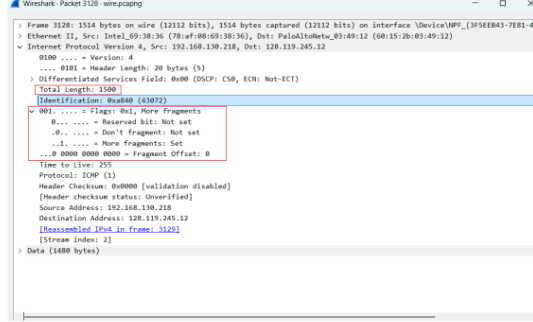 Wireshark · Packet 3128 · wire.pcapng
> Frame 3128: 1514 bytes on wire (12112 bits), 1514 bytes captured (12112 bits) on interface \Device\NPF_{3F5EEB43-7E81-4
> Ethernet II, Src: Intel_69:38:36 (78:af:08:69:38:36), Dst: PaloAltoNetw_03:49:12 (60:15:2b:03:49:12)
Internet Protocol Version 4, Src: 192.168.130.218, Dst: 128.119.245.12
0100 .... = Version: 4
.... 0101 = Header Length: 20 bytes (5)
> Differentiated Services Field: 0x00 (DSCP: CS0, ECN: Not-ECT)
Total Length: 1500
Identification: 0xa840 (43072)
001. .... = Flags: 0x1, More fragments
0... .... = Reserved bit: Not set
.0.. .... = Don't fragment: Not set
..1. .... = More fragments: Set
...0 0000 0000 0000 = Fragment Offset: 0
Time to Live: 255
Protocol: ICMP (1)
Header Checksum: 0x0000 [validation disabled]
[Header checksum status: Unverified]
Source Address: 192.168.130.218
Destination Address: 128.119.245.12
[Reassembled IPv4 in frame: 3129]
[Stream index: 2]
> Data (1480 bytes)